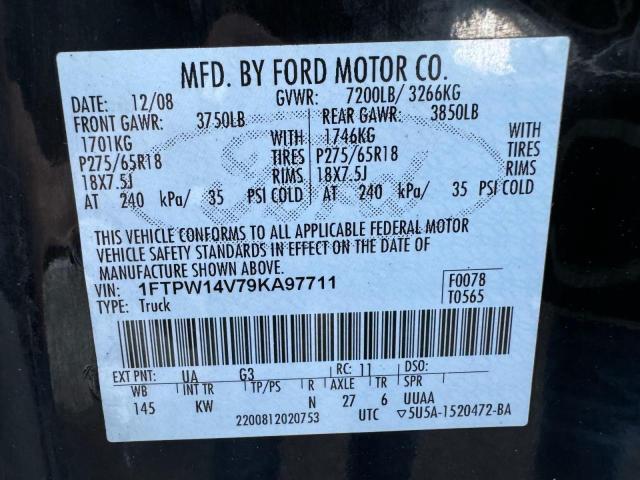 MFD. BY FORD MOTOR CO.
DATE: 12/08 GVWR: 7200LB/ 3266KG
FRONT GAWR: 3750LB REAR GAWR: 3850LB
1701KG WITH 1746KG WITH
P275/65R18 TIRES P275/65R18 TIRES
18X7.5J RIMS 18X7.5J RIMS
AT 240 kPa/ 35 PSI COLD AT 240 kPa/ 35 PSI COLD
THIS VEHICLE CONFORMS TO ALL APPLICABLE FEDERAL MOTOR
VEHICLE SAFETY STANDARDS IN EFFECT ON THE DATE OF
MANUFACTURE SHOWN ABOVE.
VIN: 1FTPW14V79KA97711 F0078
TYPE: Truck T0565
EXT PNT: UA G3 RC: 11 DSO:
WB INT TR TP/PS R AXLE TR SPR
145 KW N 27 6 UUAA
2200812020753 UTC ▽5U5A-1520472-BA